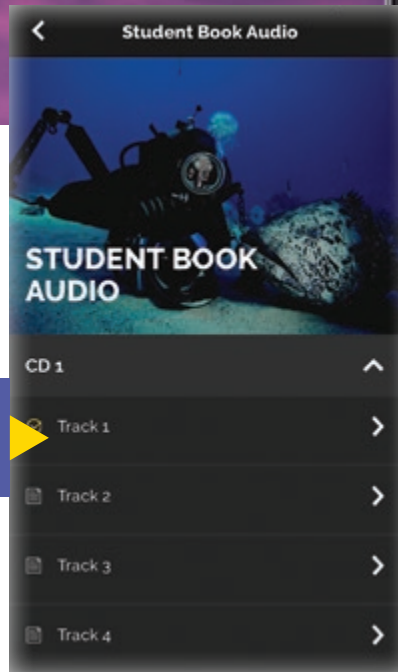 Student Book Audio
STUDENT BOOK
AUDIO
CD 1
Track 1
Track 2
Track 3
Track 4